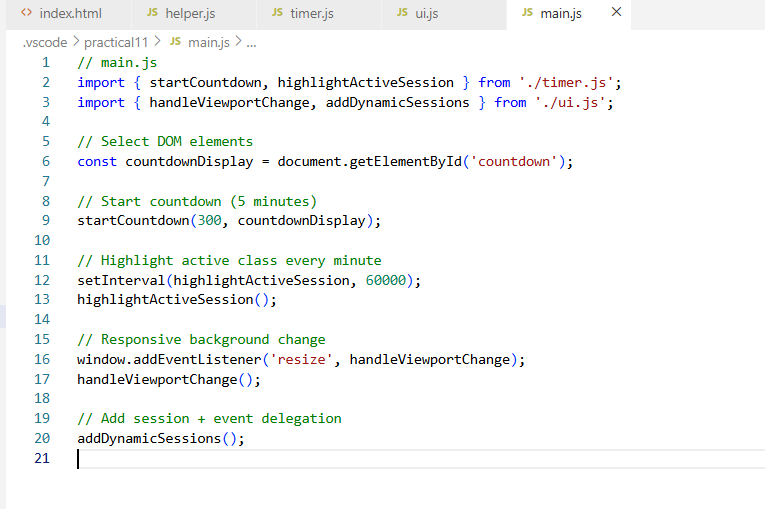 <> index.html JS helper.js JS timer.js JS ui.js JS main.js ×
.vscode > practical11 > JS main.js > ...
1 // main.js
2 import { startCountdown, highlightActiveSession } from './timer.js';
3 import { handleViewportChange, addDynamicSessions } from './ui.js';
4
5 // Select DOM elements
6 const countdownDisplay = document.getElementById('countdown');
7
8 // Start countdown (5 minutes)
9 startCountdown(300, countdownDisplay);
10
11 // Highlight active class every minute
12 setInterval(highlightActiveSession, 60000);
13 highlightActiveSession();
14
15 // Responsive background change
16 window.addEventListener('resize', handleViewportChange);
17 handleViewportChange();
18
19 // Add session + event delegation
20 addDynamicSessions();
21